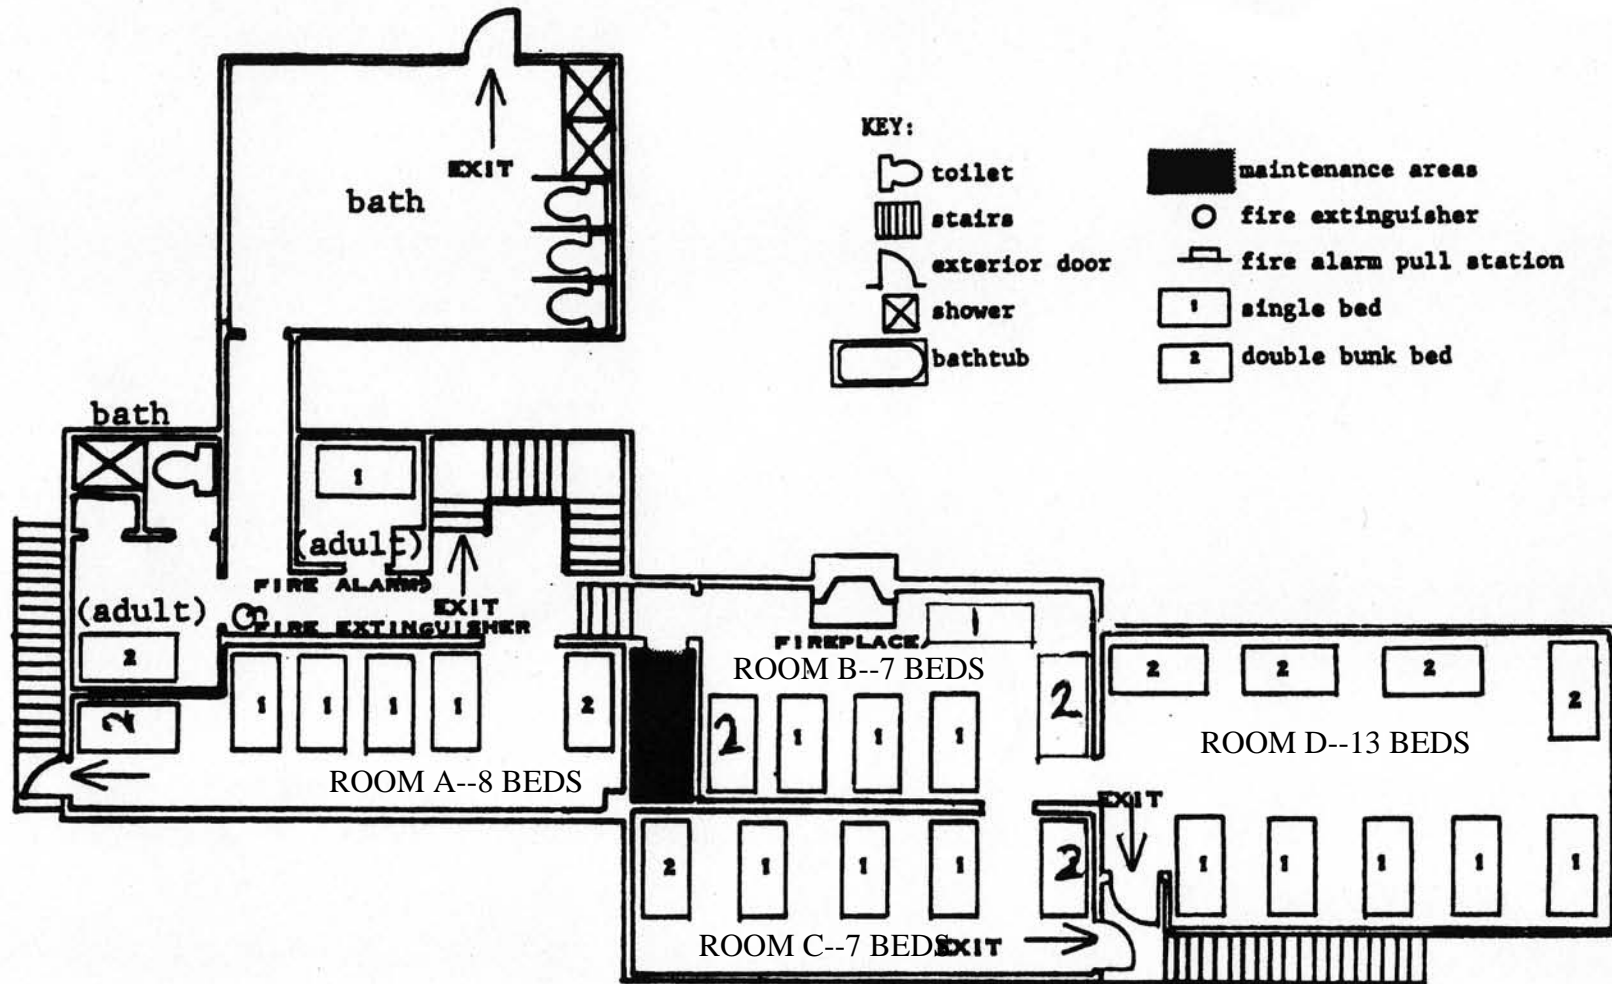 EXIT
bath
KEY:
toilet
stairs
exterior door
shower
bathtub
maintenance areas
fire extinguisher
fire alarm pull station
1 single bed
2 double bunk bed
bath
1
(adult)
FIRE ALARM
EXIT
FIRE EXTINGUISHER
(adult)
2
2
1
1
1
1
2
ROOM A--8 BEDS
FIREPLACE
1
ROOM B--7 BEDS
2
1
1
1
2
2
2
2
2
ROOM D--13 BEDS
EXIT
1
1
1
1
1
2
1
1
1
2
ROOM C--7 BEDS
EXIT